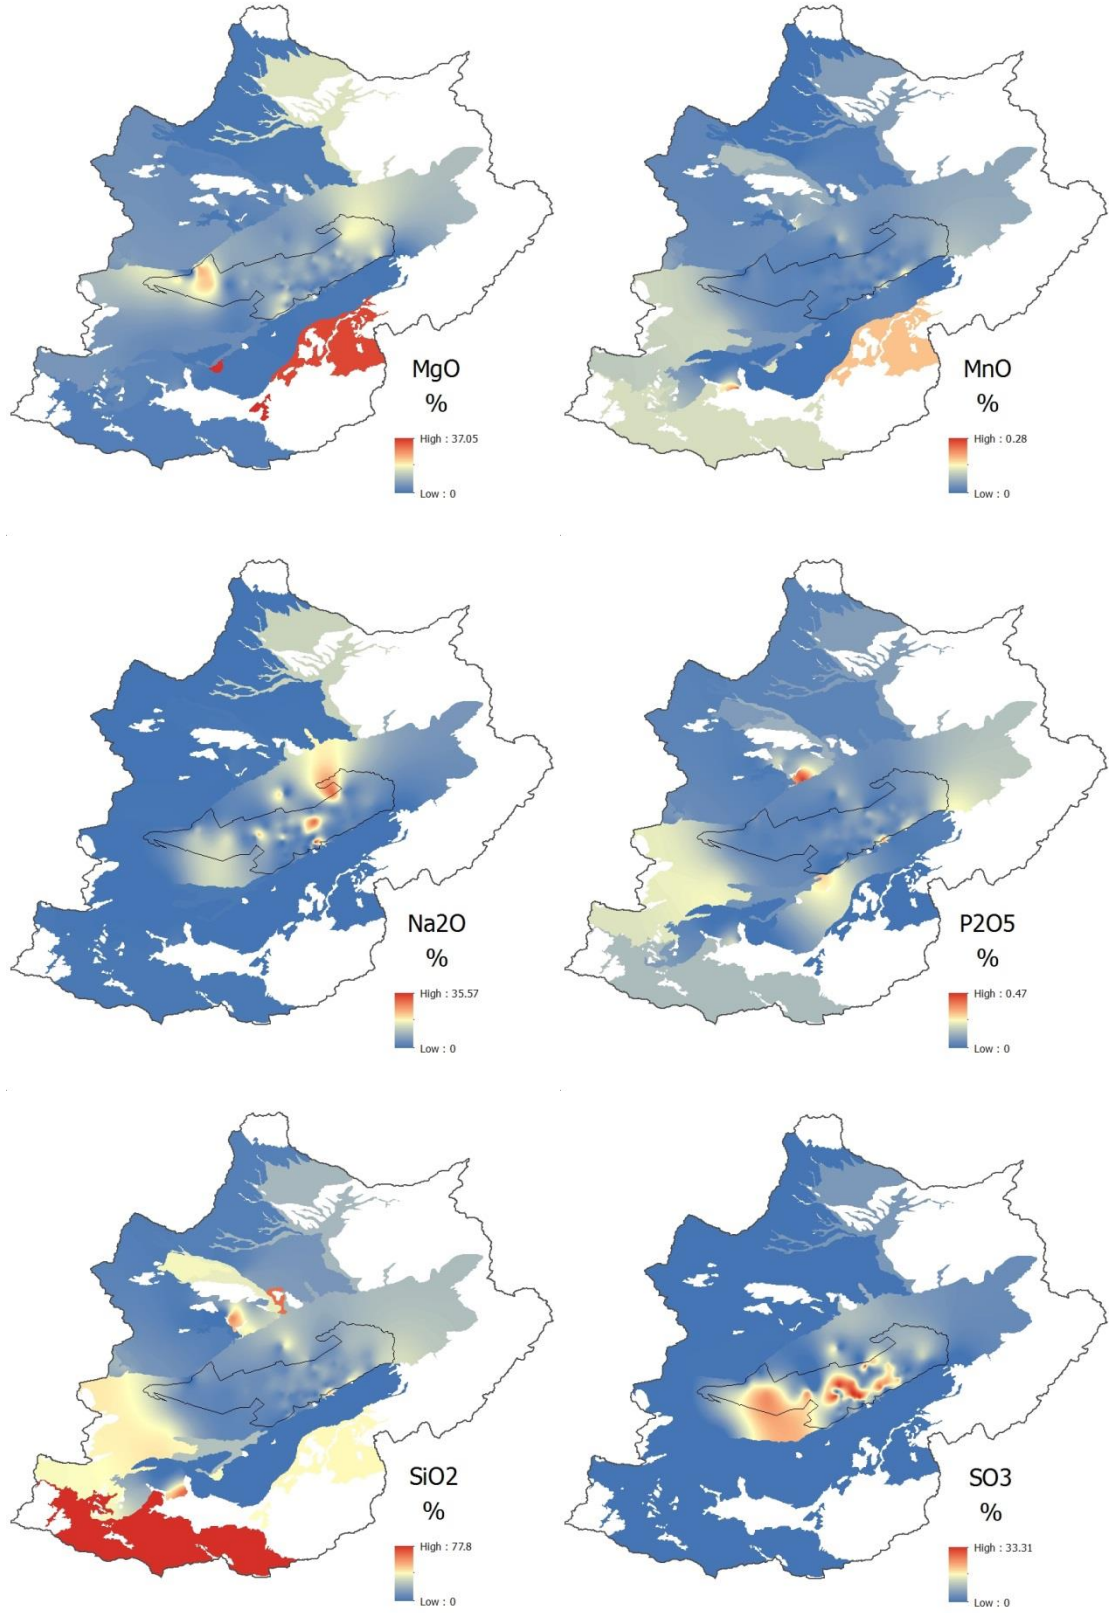 MgO
%
High : 37.05
Low : 0
MnO
%
High : 0.28
Low : 0
Na2O
%
High : 35.57
Low : 0
P2O5
%
High : 0.47
Low : 0
SiO2
%
High : 77.8
Low : 0
SO3
%
High : 33.31
Low : 0